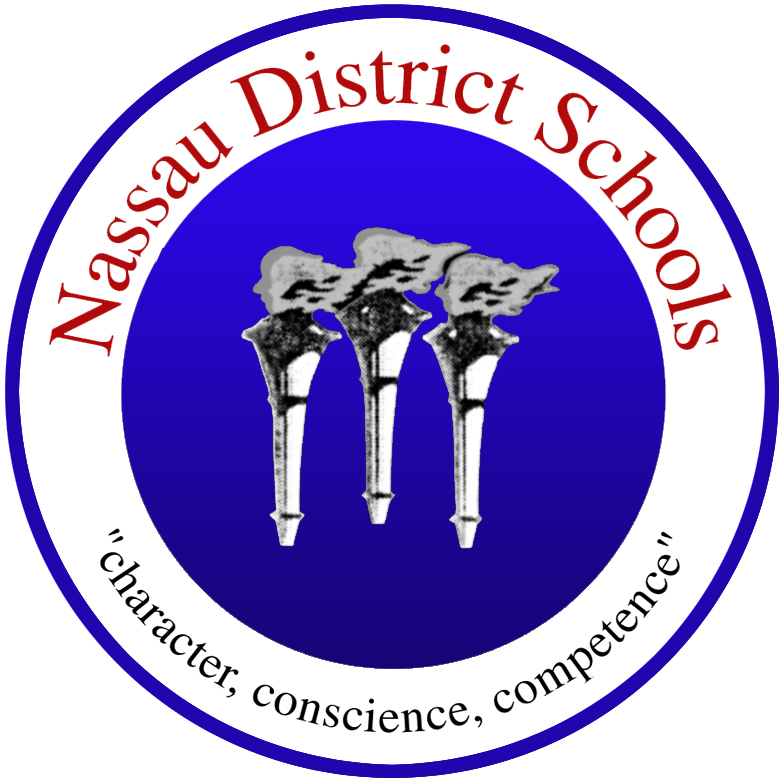 Nassau District Schools
"character, conscience, competence"